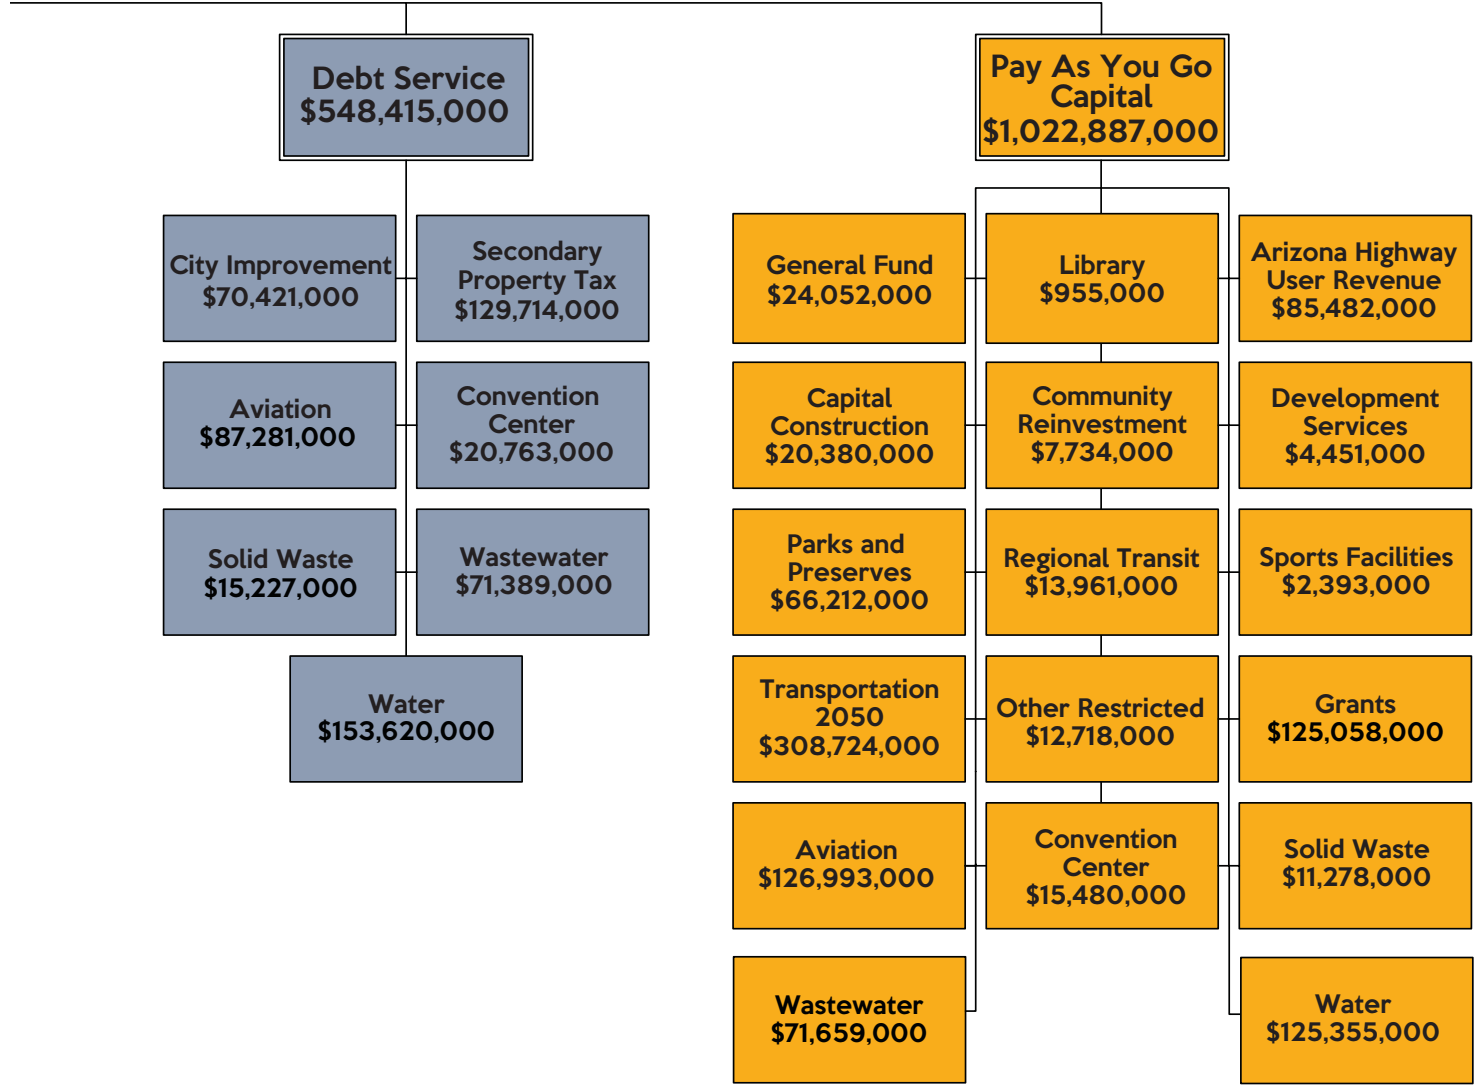 Debt Service
$548,415,000
Pay As You Go
Capital
$1,022,887,000
City Improvement
$70,421,000
Secondary
Property Tax
$129,714,000
Aviation
$87,281,000
Convention
Center
$20,763,000
Solid Waste
$15,227,000
Wastewater
$71,389,000
Water
$153,620,000
General Fund
$24,052,000
Library
$955,000
Arizona Highway
User Revenue
$85,482,000
Capital
Construction
$20,380,000
Community
Reinvestment
$7,734,000
Development
Services
$4,451,000
Parks and
Preserves
$66,212,000
Regional Transit
$13,961,000
Sports Facilities
$2,393,000
Transportation
2050
$308,724,000
Other Restricted
$12,718,000
Grants
$125,058,000
Aviation
$126,993,000
Convention
Center
$15,480,000
Solid Waste
$11,278,000
Wastewater
$71,659,000
Water
$125,355,000